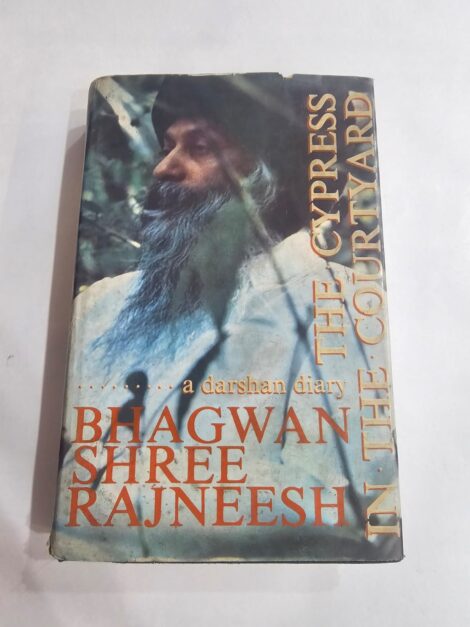 THE CYPRESS
IN · THE · COURTYARD
.......... a darshan diary
BHAGWAN
SHREE
RAJNEESH